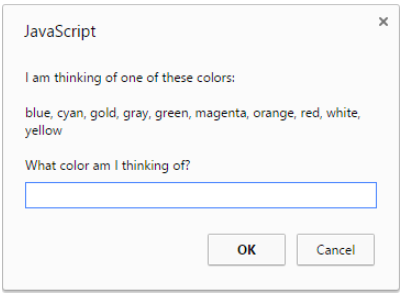 JavaScript
I am thinking of one of these colors:
blue, cyan, gold, gray, green, magenta, orange, red, white,
yellow
What color am I thinking of?
OK Cancel